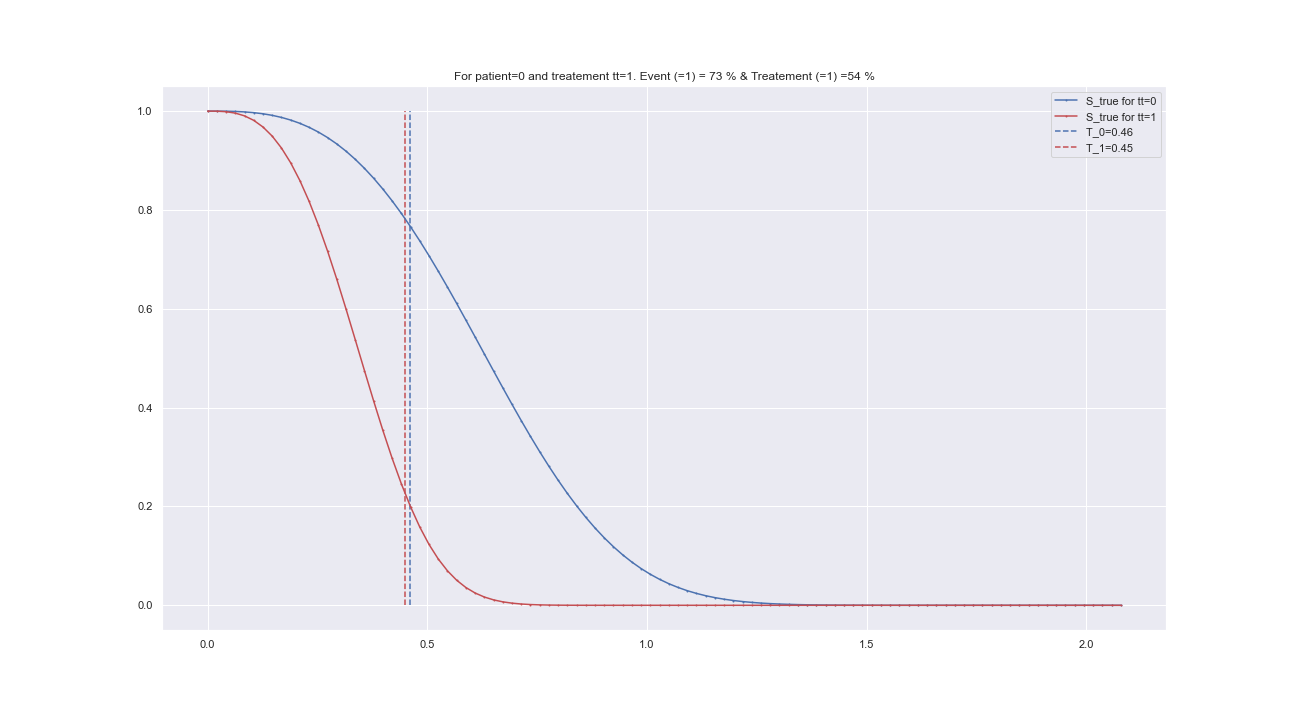 For patient=0 and treatement tt=1. Event (=1) = 73 % & Treatement (=1) =54 %
S_true for tt=0
S_true for tt=1
T_0=0.46
T_1=0.45
1.0
0.8
0.6
0.4
0.2
0.0
0.0 0.5 1.0 1.5 2.0